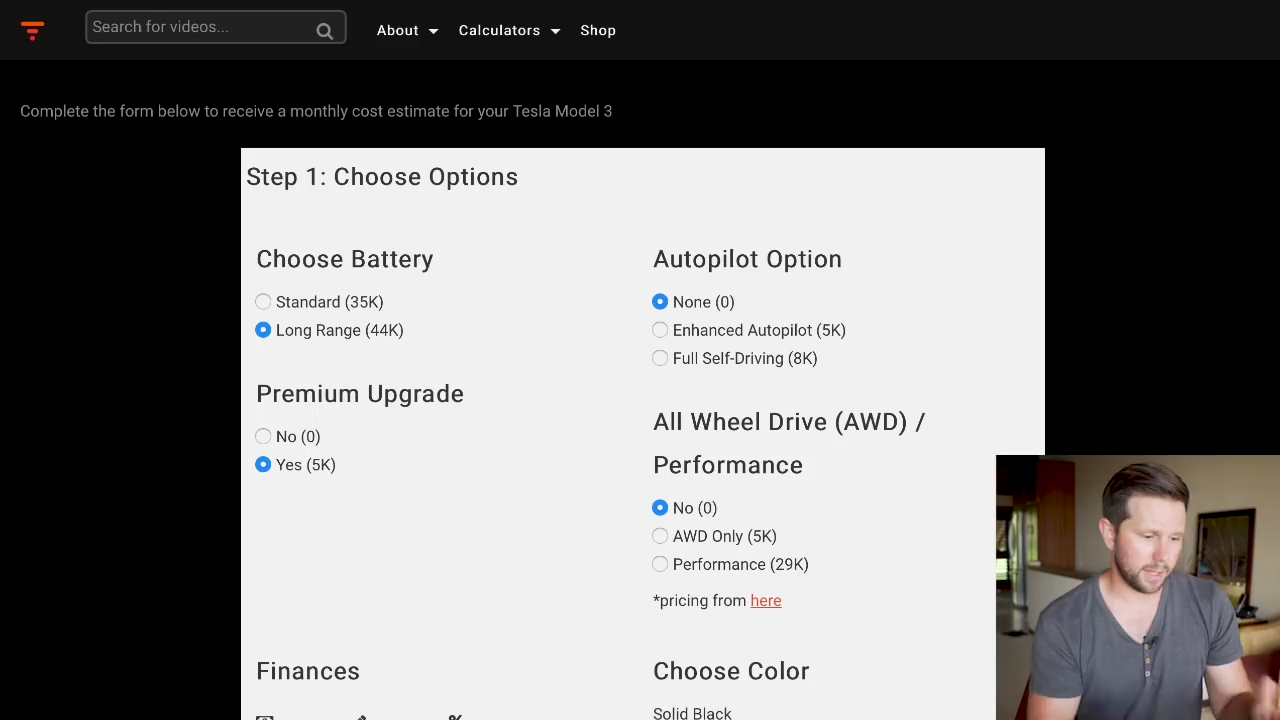 Search for videos...
About
Calculators
Shop
Complete the form below to receive a monthly cost estimate for your Tesla Model 3
Step 1: Choose Options
Choose Battery
Standard (35K)
Long Range (44K)
Premium Upgrade
No (0)
Yes (5K)
Autopilot Option
None (0)
Enhanced Autopilot (5K)
Full Self-Driving (8K)
All Wheel Drive (AWD) /
Performance
No (0)
AWD Only (5K)
Performance (29K)
*pricing from here
Finances
Choose Color
Solid Black